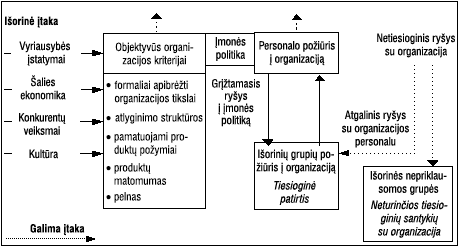 Išorinė įtaka
Vyriausybės
įstatymai
Šalies
ekonomika
Konkurentų
veiksmai
Kultūra
Objektyvūs organi-
zacijos kriterijai
• formaliai apibrėžti
organizacijos tikslai
• atlyginimo struktūros
• pamatuojami pro-
duktų požymiai
• produktų
matomumas
• pelnas
Įmonės
politika
Grįžtamasis
ryšys
į įmonės
politiką
Personalo požiūris
į organizaciją
Išorinių grupių po-
žiūris į organizaciją
Tiesioginė
patirtis
Netiesioginis ryšys
su organizacija
Atgalinis ryšys
su organizacijos
personalu
Išorinės nepriklau-
somos grupės
Neturinčios tiesio-
ginių santykių
su organizacija
Galima įtaka